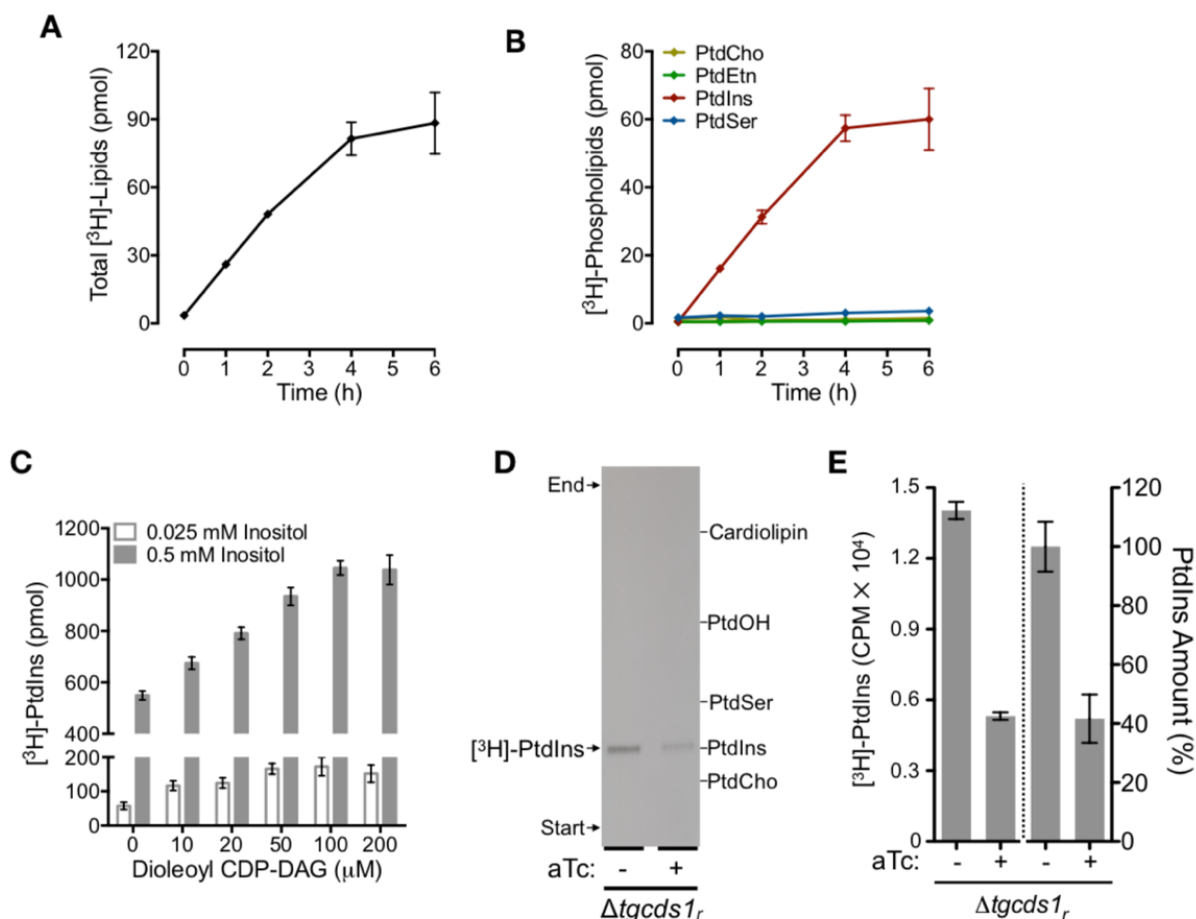 A
120
90
60
30
0
Total [³H]-Lipids (pmol)
0 1 2 3 4 5 6
Time (h)
B
80
60
40
20
0
[³H]-Phospholipids (pmol)
PtdCho
PtdEtn
PtdIns
PtdSer
0 1 2 3 4 5 6
Time (h)
C
1200
1000
800
600
400
200
100
0
[³H]-PtdIns (pmol)
0.025 mM Inositol
0.5 mM Inositol
0 10 20 50 100 200
Dioleoyl CDP-DAG (μM)
D
End
[³H]-PtdIns
Start
Cardiolipin
PtdOH
PtdSer
PtdIns
PtdCho
aTc: - +
Δtgcds1r
E
1.5
1.2
0.9
0.6
0.3
0
[³H]-PtdIns (CPM × 10⁴)
120
100
80
60
40
20
0
PtdIns Amount (%)
aTc: - + - +
Δtgcds1r